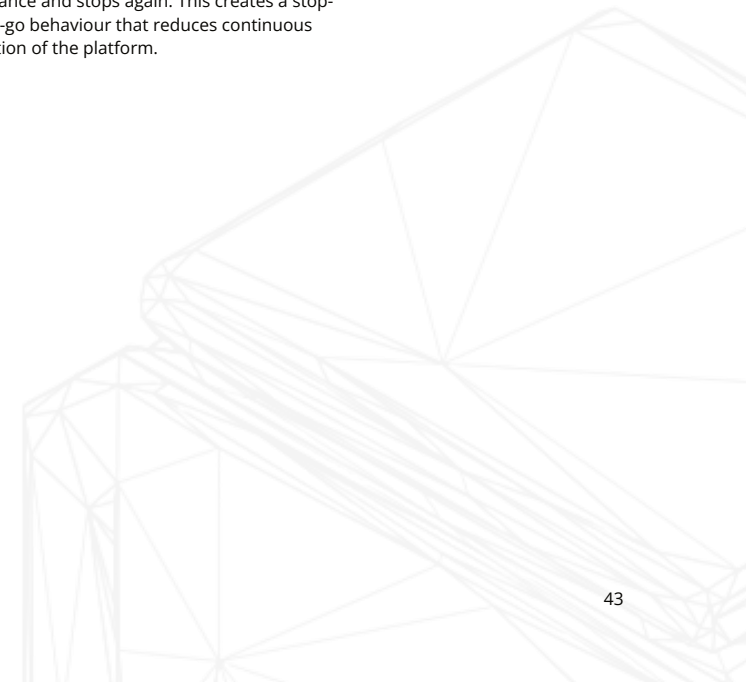 ance and stops again. This creates a stop-
-go behaviour that reduces continuous
tion of the platform.
43